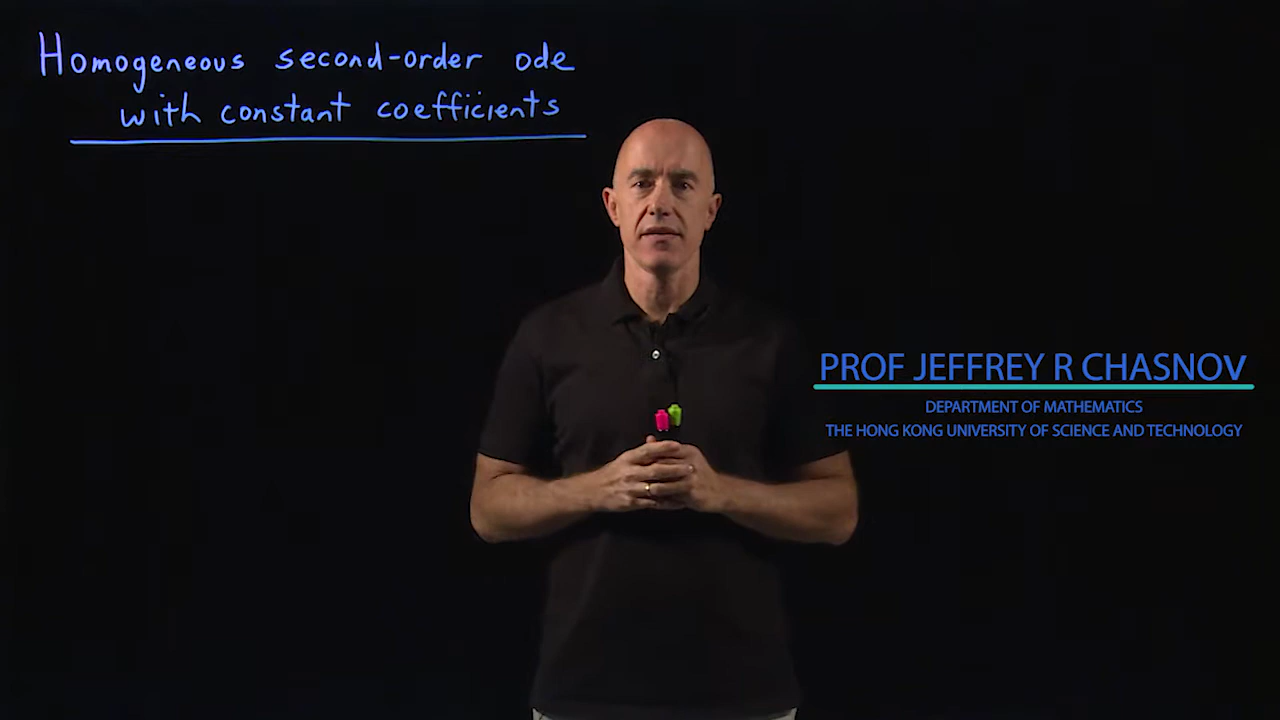 Homogeneous second-order ode
with constant coefficients
PROF JEFFREY R CHASNOV
DEPARTMENT OF MATHEMATICS
THE HONG KONG UNIVERSITY OF SCIENCE AND TECHNOLOGY